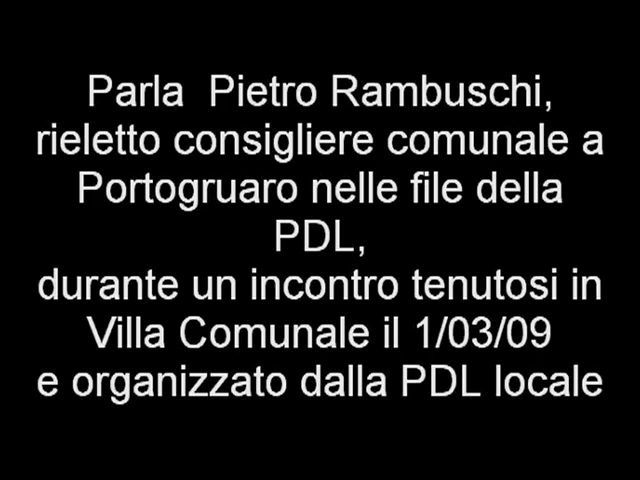 Parla Pietro Rambuschi,
rieletto consigliere comunale a
Portogruaro nelle file della
PDL,
durante un incontro tenutosi in
Villa Comunale il 1/03/09
e organizzato dalla PDL locale